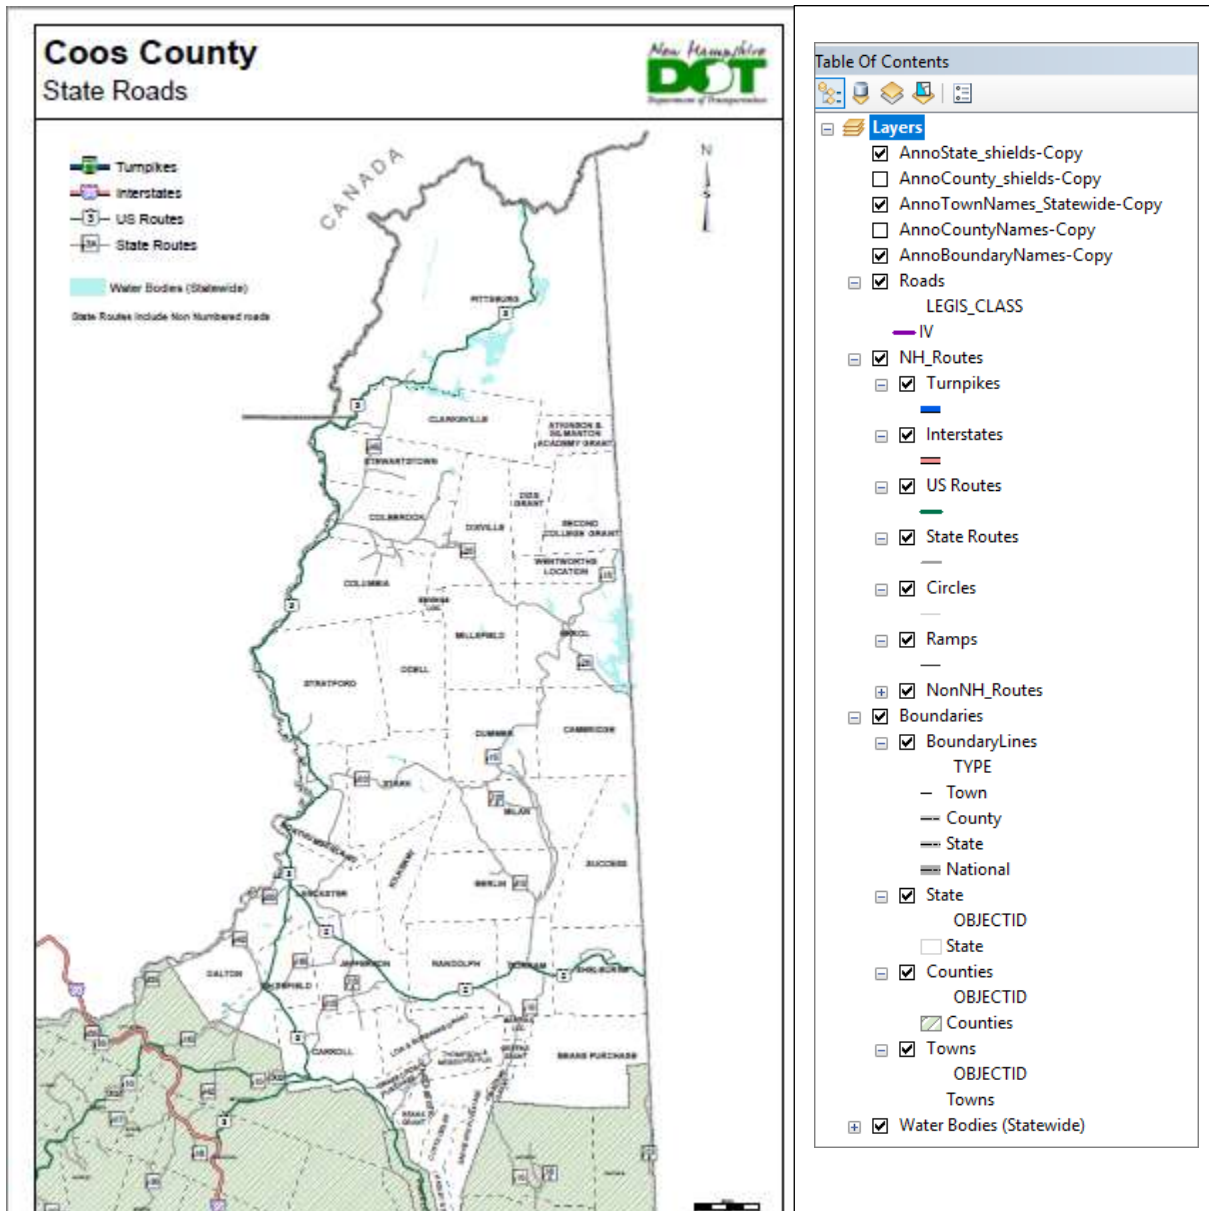 Coos County
State Roads
New Hampshire
DOT
Department of Transportation
Turnpikes
Interstates
US Routes
State Routes
Water Bodies (Statewide)
State Routes Include Non Numbered roads
CANADA
N
S
PITTSBURG
3
3
CLARKSVILLE
ATKINSON &
GILMANTON
ACADEMY GRANT
STEWARTSTOWN
DIXS
GRANT
COLEBROOK
DIXVILLE
SECOND
COLLEGE GRANT
WENTWORTHS
LOCATION
COLUMBIA
MILLSFIELD
ERROL
ODELL
STRATFORD
DUMMER
CAMBRIDGE
STARK
MILAN
KILKENNY
SUCCESS
BERLIN
LANCASTER
DALTON
JEFFERSON
RANDOLPH
GORHAM
SHELBURNE
WHITEFIELD
CARROLL
BEANS PURCHASE
BEANS
GRANT
Table Of Contents
Layers
AnnoState_shields-Copy
AnnoCounty_shields-Copy
AnnoTownNames_Statewide-Copy
AnnoCountyNames-Copy
AnnoBoundaryNames-Copy
Roads
LEGIS_CLASS
IV
NH_Routes
Turnpikes
Interstates
US Routes
State Routes
Circles
Ramps
NonNH_Routes
Boundaries
BoundaryLines
TYPE
Town
County
State
National
State
OBJECTID
State
Counties
OBJECTID
Counties
Towns
OBJECTID
Towns
Water Bodies (Statewide)